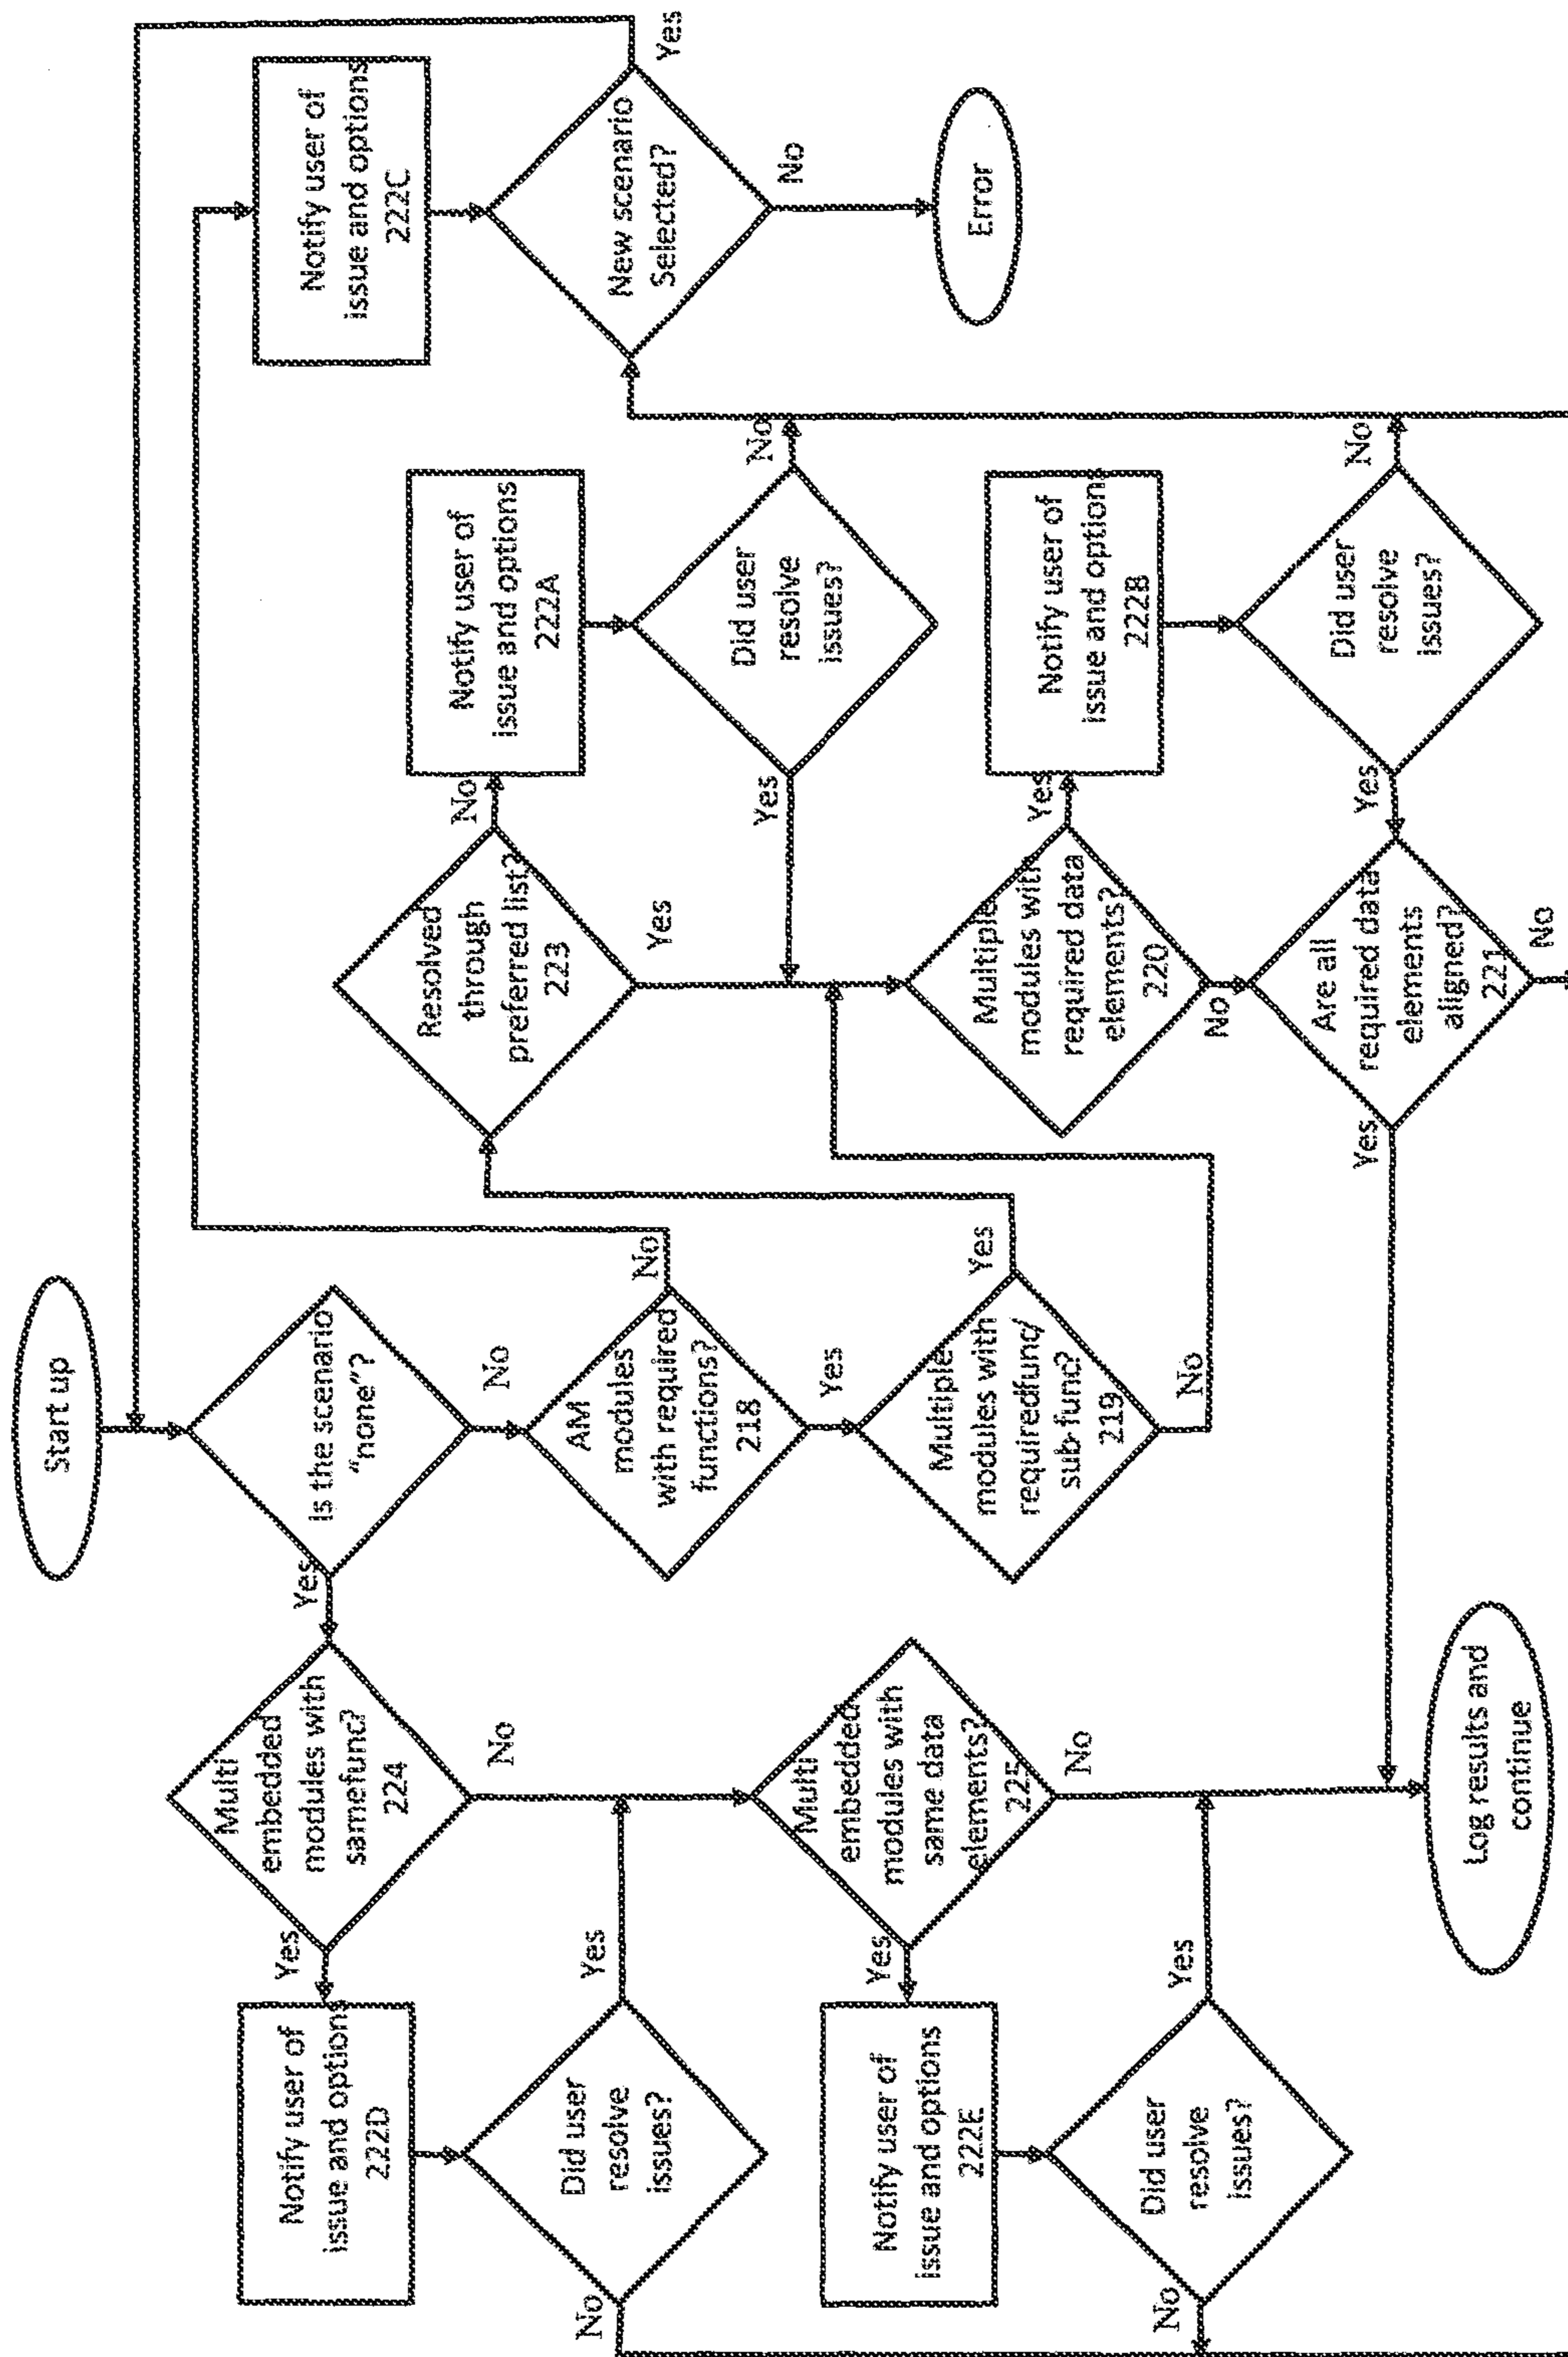 Start up
Is the scenario
"none"?
Yes
No
Multi
embedded
modules with
samefunc?
224
Yes
No
Notify user of
issue and option
222D
Did user
resolve
issues?
Yes
No
Multi
embedded
modules with
same data
elements?
225
Yes
No
Notify user of
issue and options
222E
Did user
resolve
issues?
Yes
No
Log results and
continue
AM
modules
with required
functions?
218
No
Yes
Multiple
modules with
requiredfunc/
sub-func?
219
Yes
No
Resolved
through
preferred list?
223
No
Yes
Notify user of
issue and options
222A
Did user
resolve
issues?
No
Yes
Multiple
modules with
required data
elements?
220
Yes
No
Notify user of
issue and option
222B
Did user
resolve
issues?
No
Yes
Are all
required data
elements
aligned?
221
Yes
No
Notify user of
issue and options
222C
New scenario
Selected?
Yes
No
Error